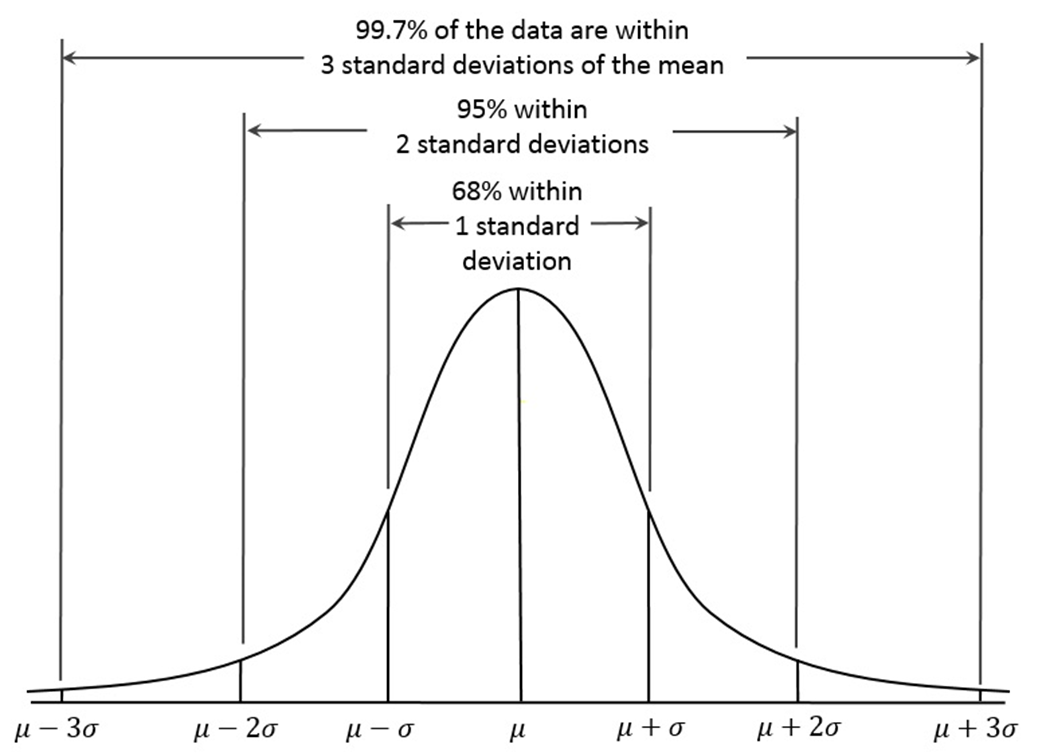 99.7% of the data are within
3 standard deviations of the mean
95% within
2 standard deviations
68% within
1 standard
deviation
μ − 3σ
μ − 2σ
μ − σ
μ
μ + σ
μ + 2σ
μ + 3σ